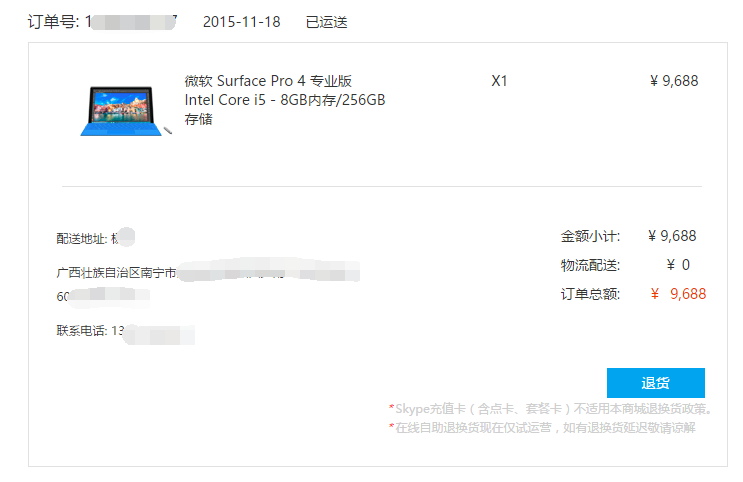 订单号: 1 7 2015-11-18 已运送
微软 Surface Pro 4 专业版 X1 ¥ 9,688
Intel Core i5 - 8GB内存/256GB
存储
配送地址:
金额小计: ¥ 9,688
广西壮族自治区南宁市
物流配送: ¥ 0
60
订单总额: ¥ 9,688
联系电话: 13
退货
*Skype充值卡（含点卡、套餐卡）不适用本商城退换货政策。
*在线自助退换货现在仅试运营，如有退换货延迟敬请谅解